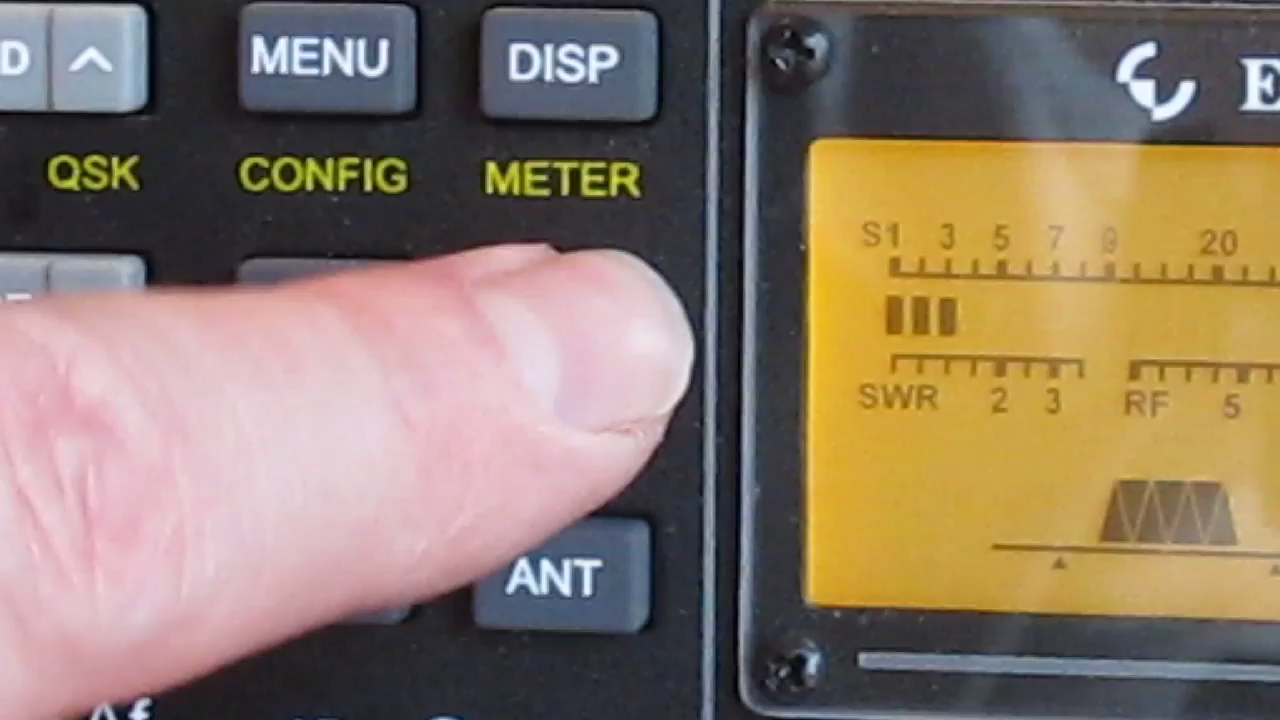 D MENU DISP
QSK CONFIG METER
S1 3 5 7 9 20
SWR 2 3 RF 5
ANT